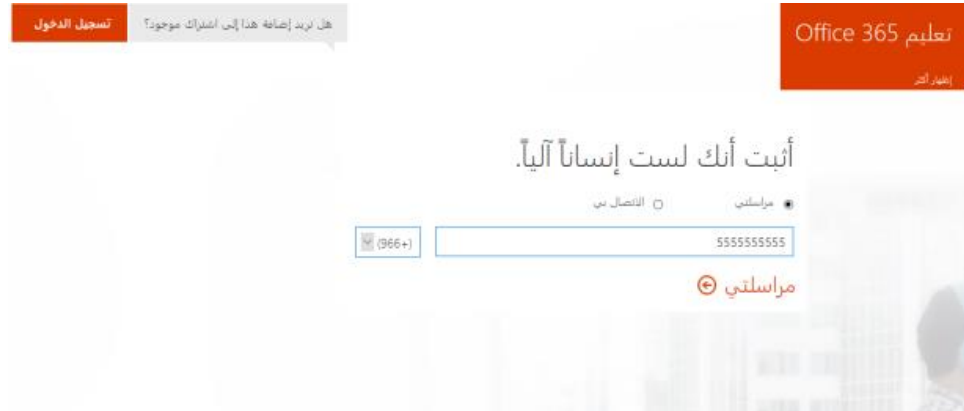 تعليم Office 365
إظهار أكثر
هل تريد إضافة هذا إلى اشتراك موجود؟
تسجيل الدخول
أثبت أنك لست إنساناً آلياً.
مراسلتي
الاتصال بي
5555555555
(+966)
مراسلتي